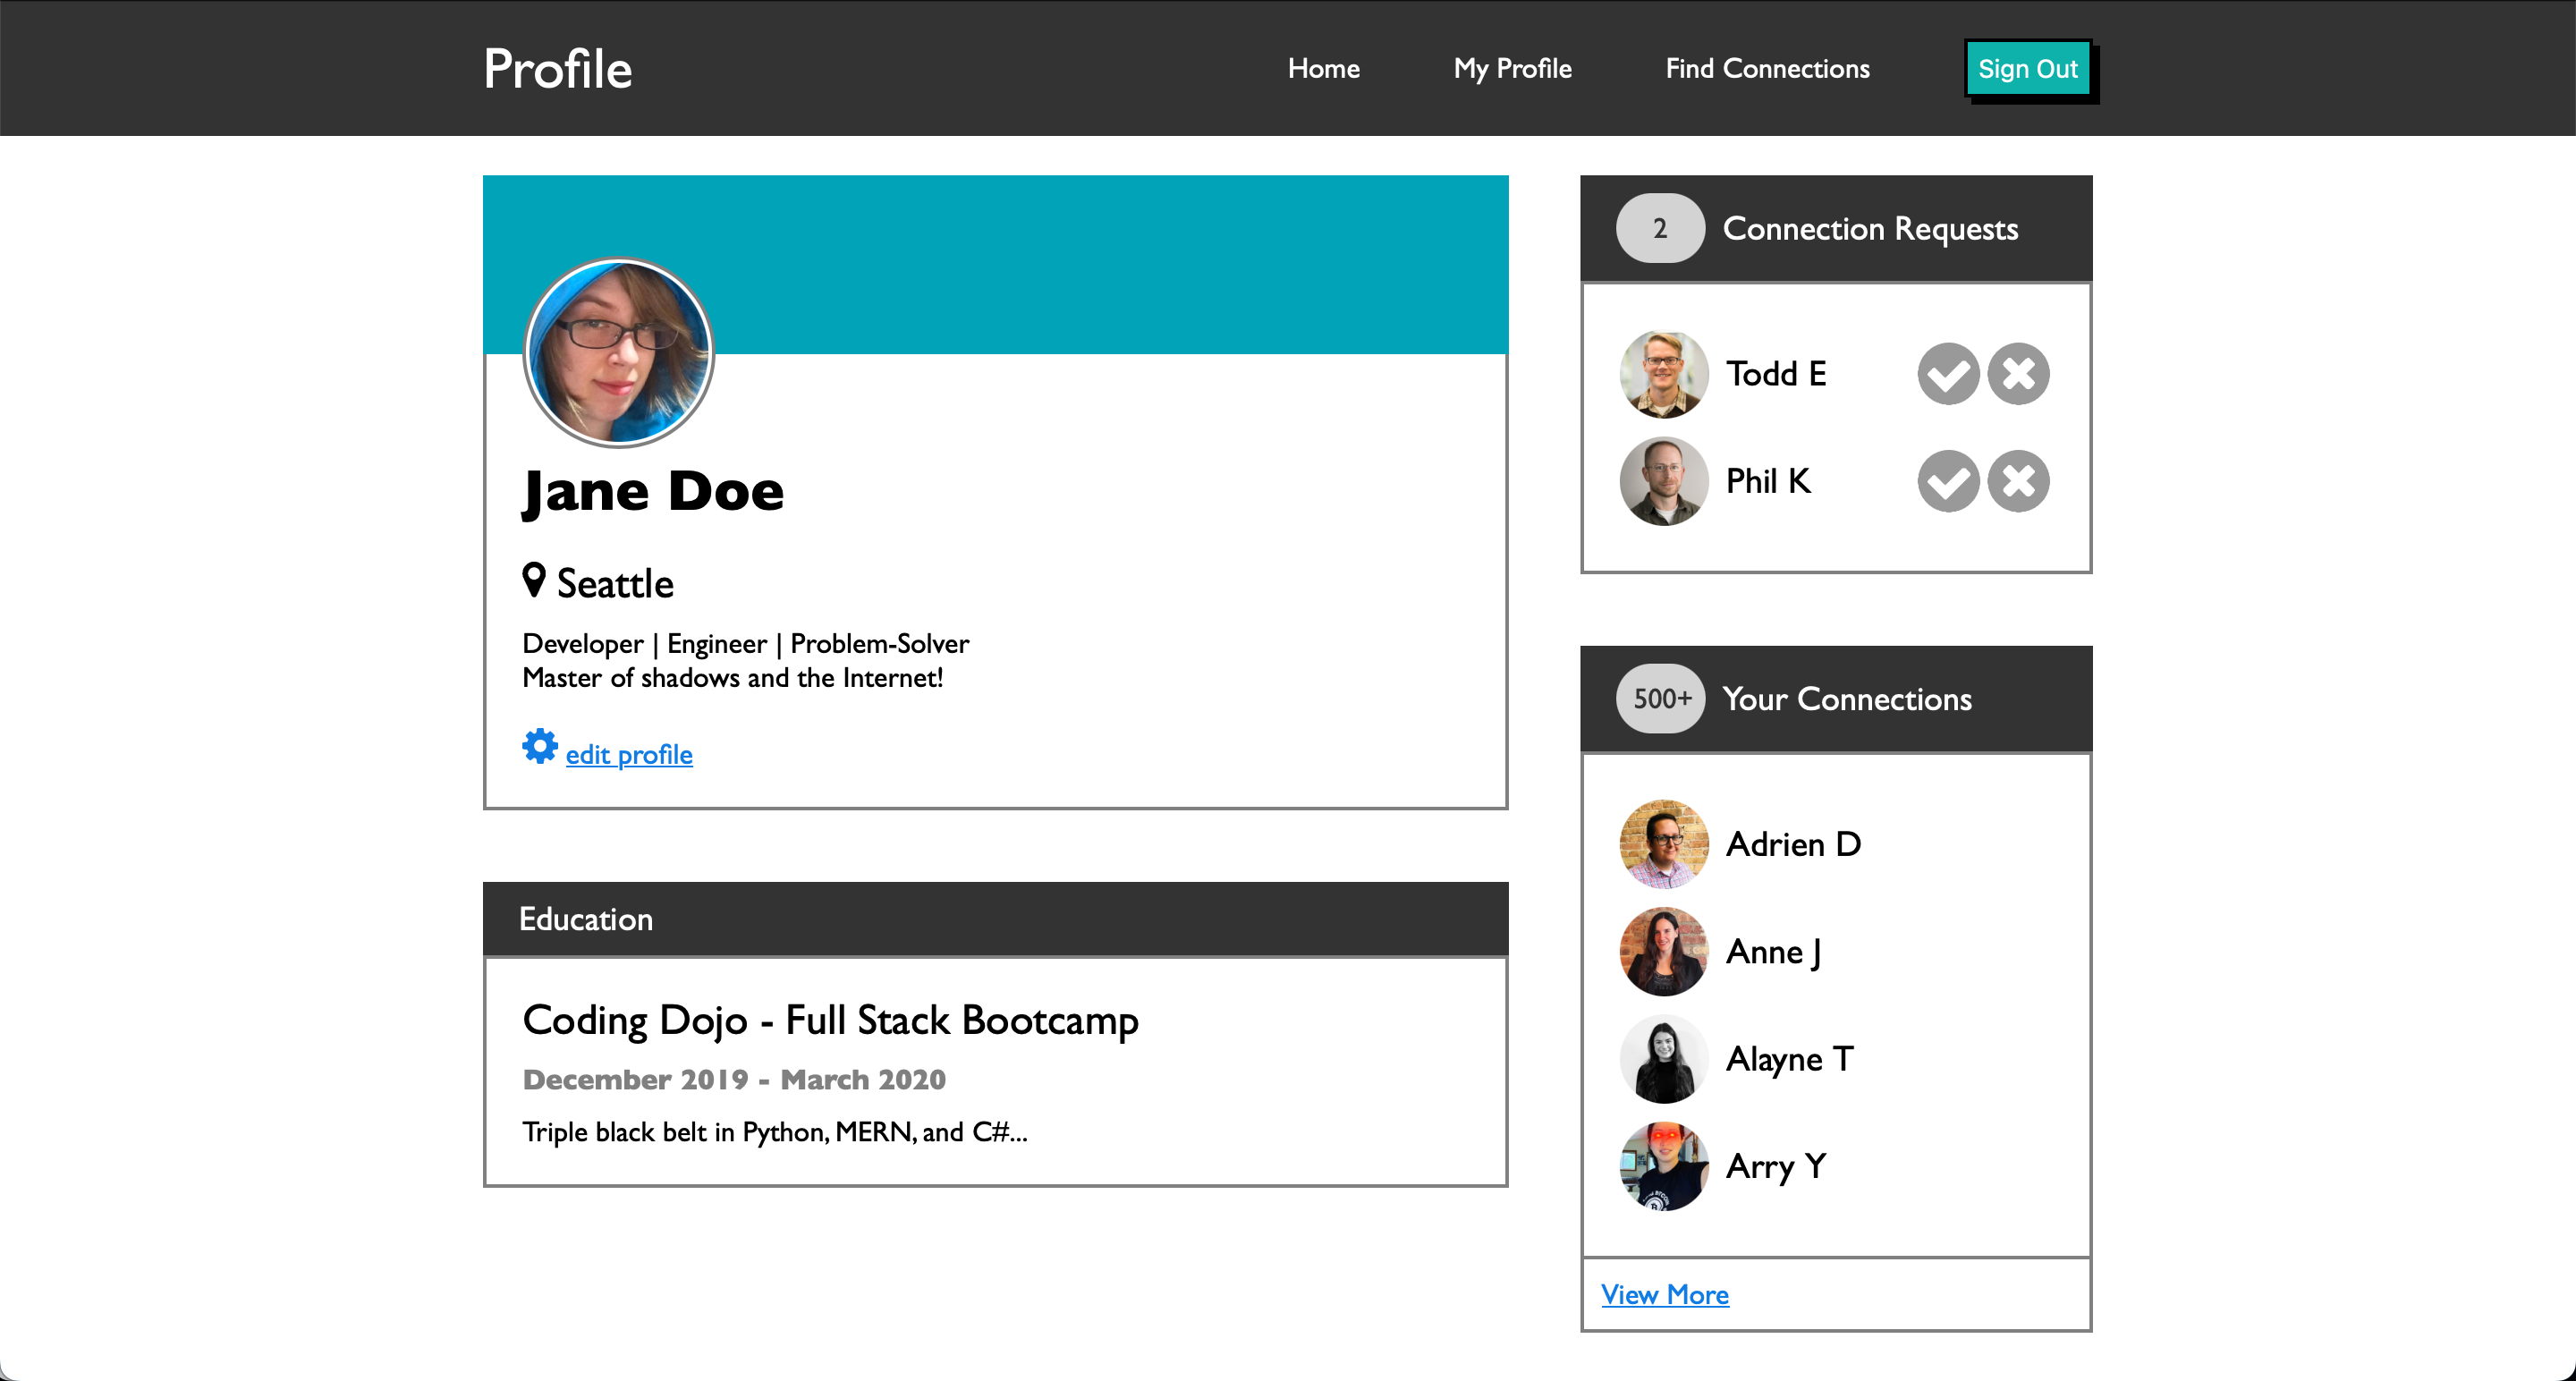 Profile
Home
My Profile
Find Connections
Sign Out
Jane Doe
Seattle
Developer | Engineer | Problem-Solver
Master of shadows and the Internet!
edit profile
Education
Coding Dojo - Full Stack Bootcamp
December 2019 - March 2020
Triple black belt in Python, MERN, and C#...
2 Connection Requests
Todd E
Phil K
500+ Your Connections
Adrien D
Anne J
Alayne T
Arry Y
View More